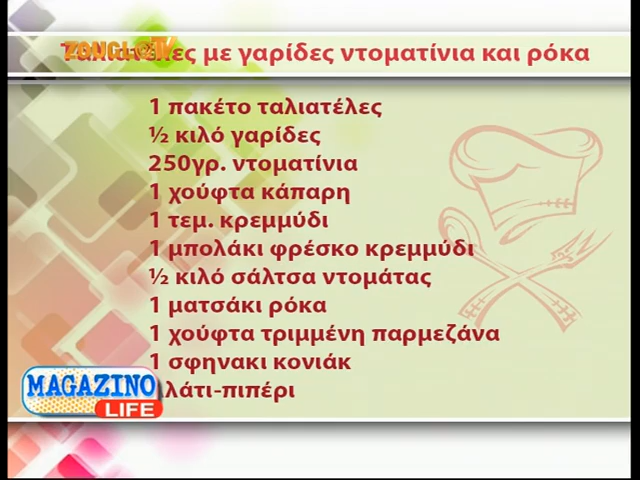 Ταλιατέλες με γαρίδες ντοματίνια και ρόκα
ZONGLTV
1 πακέτο ταλιατέλες
½ κιλό γαρίδες
250γρ. ντοματίνια
1 χούφτα κάπαρη
1 τεμ. κρεμμύδι
1 μπολάκι φρέσκο κρεμμύδι
½ κιλό σάλτσα ντομάτας
1 ματσάκι ρόκα
1 χούφτα τριμμένη παρμεζάνα
1 σφηνακι κονιάκ
λάτι-πιπέρι
MAGAZINO
LIFE